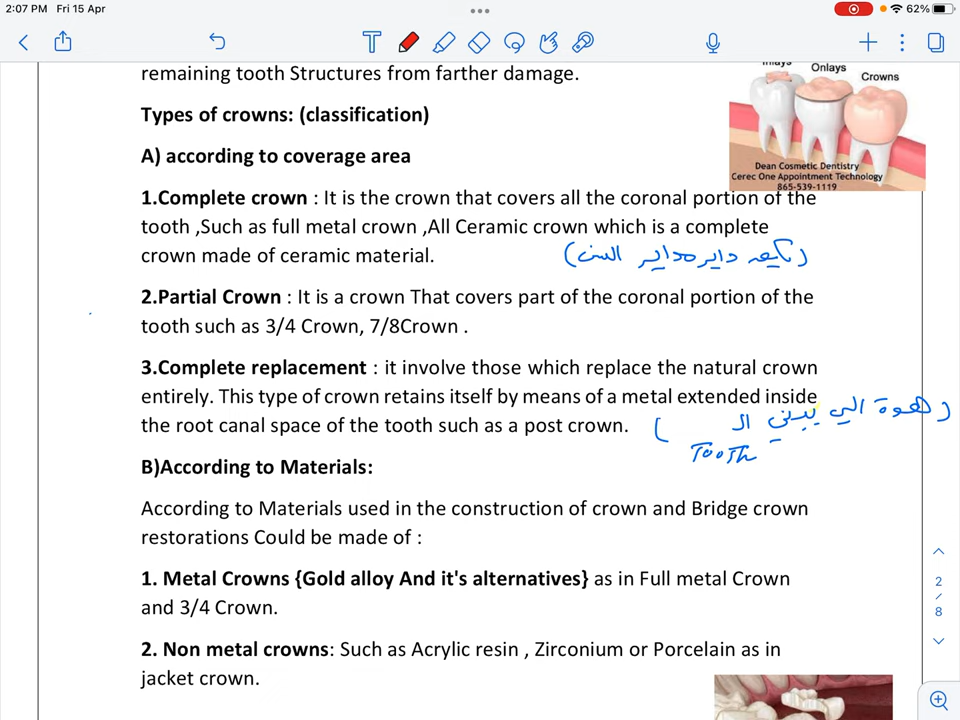 2:07 PM Fri 15 Apr
62%
remaining tooth Structures from farther damage.
Inlays
Onlays
Crowns
Dean Cosmetic Dentistry
Cerec One Appointment Technology
865-539-1119
Types of crowns: (classification)
A) according to coverage area
1.Complete crown : It is the crown that covers all the coronal portion of the
tooth ,Such as full metal crown ,All Ceramic crown which is a complete
crown made of ceramic material.
( داير مداير السن )
2.Partial Crown : It is a crown That covers part of the coronal portion of the
tooth such as 3/4 Crown, 7/8Crown .
3.Complete replacement : it involve those which replace the natural crown
entirely. This type of crown retains itself by means of a metal extended inside
the root canal space of the tooth such as a post crown.
( هوة الي يبني ال
Tooth )
B)According to Materials:
According to Materials used in the construction of crown and Bridge crown
restorations Could be made of :
1. Metal Crowns {Gold alloy And it's alternatives} as in Full metal Crown
and 3/4 Crown.
2. Non metal crowns: Such as Acrylic resin , Zirconium or Porcelain as in
jacket crown.
2
/
8